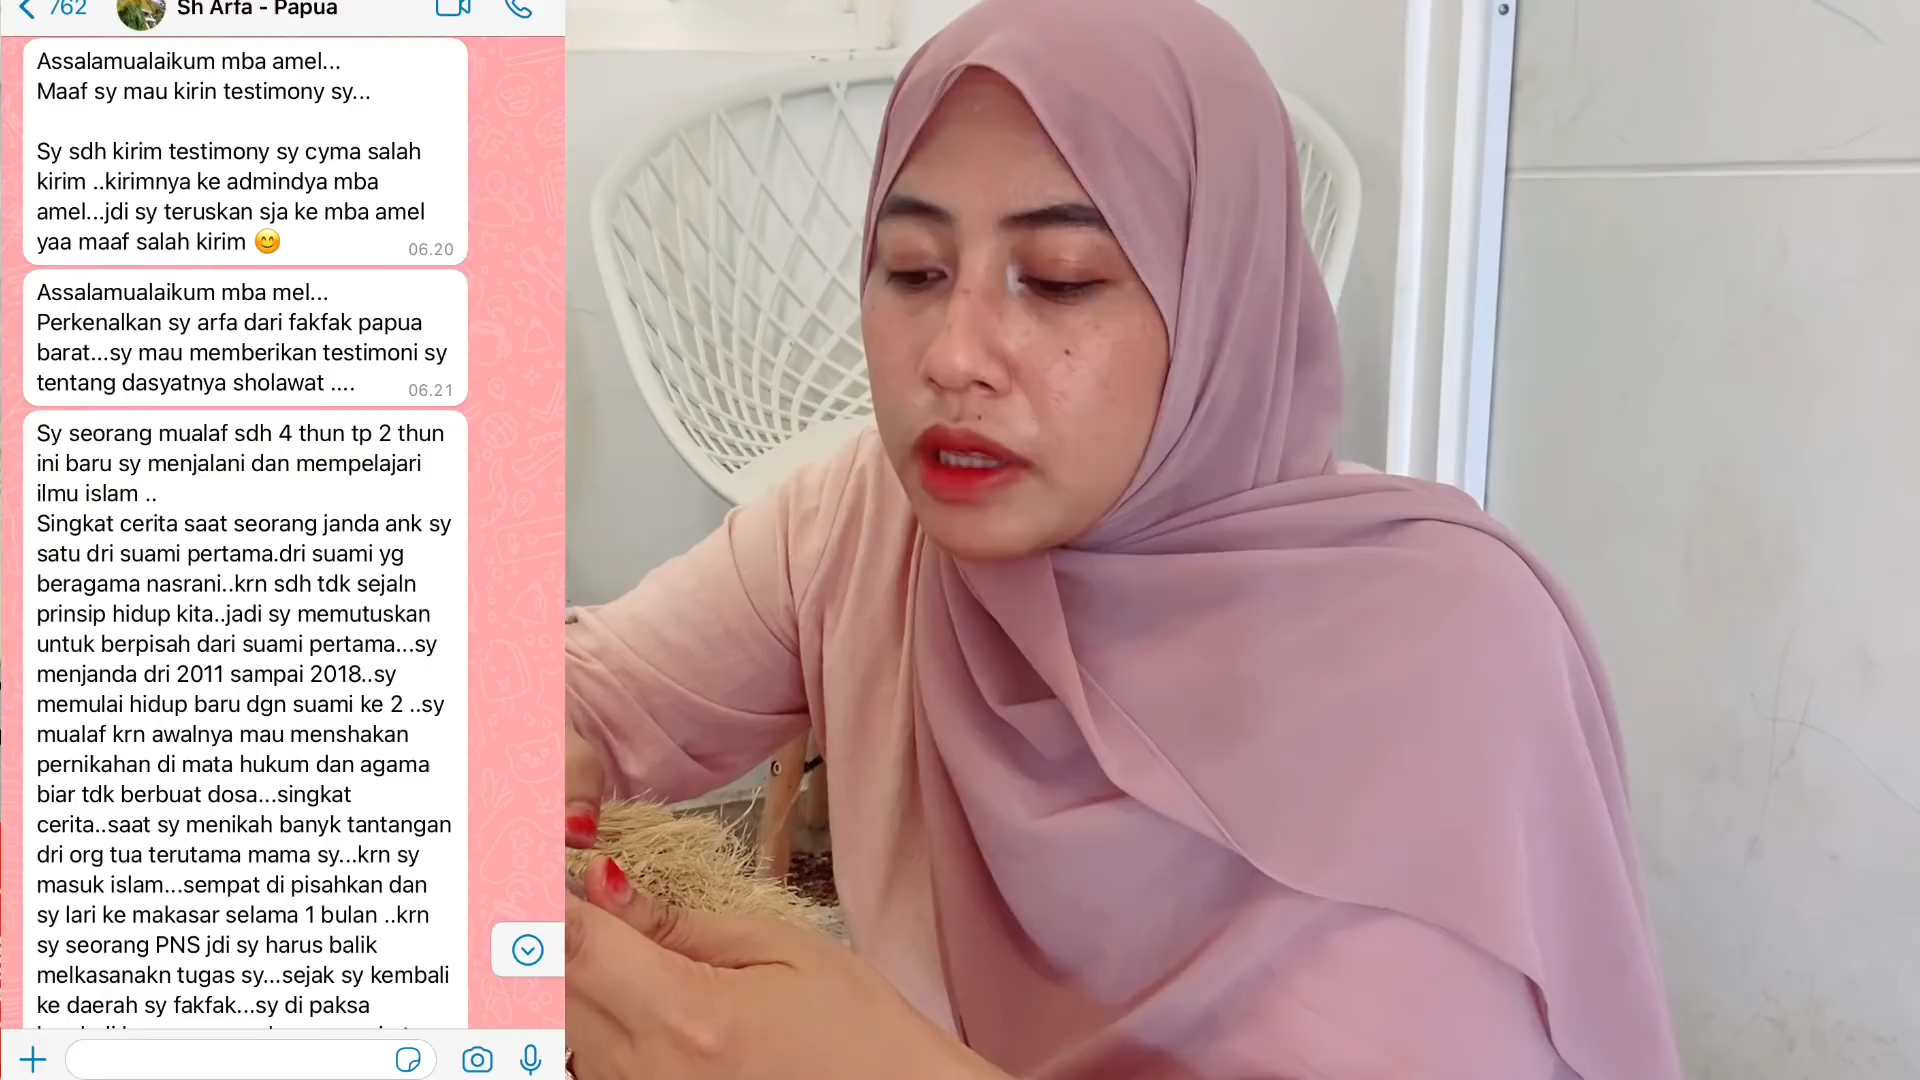 762
Sh Arfa - Papua
Assalamualaikum mba amel...
Maaf sy mau kirin testimony sy...
Sy sdh kirim testimony sy cyma salah
kirim ..kirimnya ke admindya mba
amel...jdi sy teruskan sja ke mba amel
yaa maaf salah kirim 😊
06.20
Assalamualaikum mba mel...
Perkenalkan sy arfa dari fakfak papua
barat...sy mau memberikan testimoni sy
tentang dasyatnya sholawat ....
06.21
Sy seorang mualaf sdh 4 thun tp 2 thun
ini baru sy menjalani dan mempelajari
ilmu islam ..
Singkat cerita saat seorang janda ank sy
satu dri suami pertama.dri suami yg
beragama nasrani..krn sdh tdk sejaln
prinsip hidup kita..jadi sy memutuskan
untuk berpisah dari suami pertama...sy
menjanda dri 2011 sampai 2018..sy
memulai hidup baru dgn suami ke 2 ..sy
mualaf krn awalnya mau menshakan
pernikahan di mata hukum dan agama
biar tdk berbuat dosa...singkat
cerita..saat sy menikah banyk tantangan
dri org tua terutama mama sy...krn sy
masuk islam...sempat di pisahkan dan
sy lari ke makasar selama 1 bulan ..krn
sy seorang PNS jdi sy harus balik
melkasanakn tugas sy...sejak sy kembali
ke daerah sy fakfak...sy di paksa